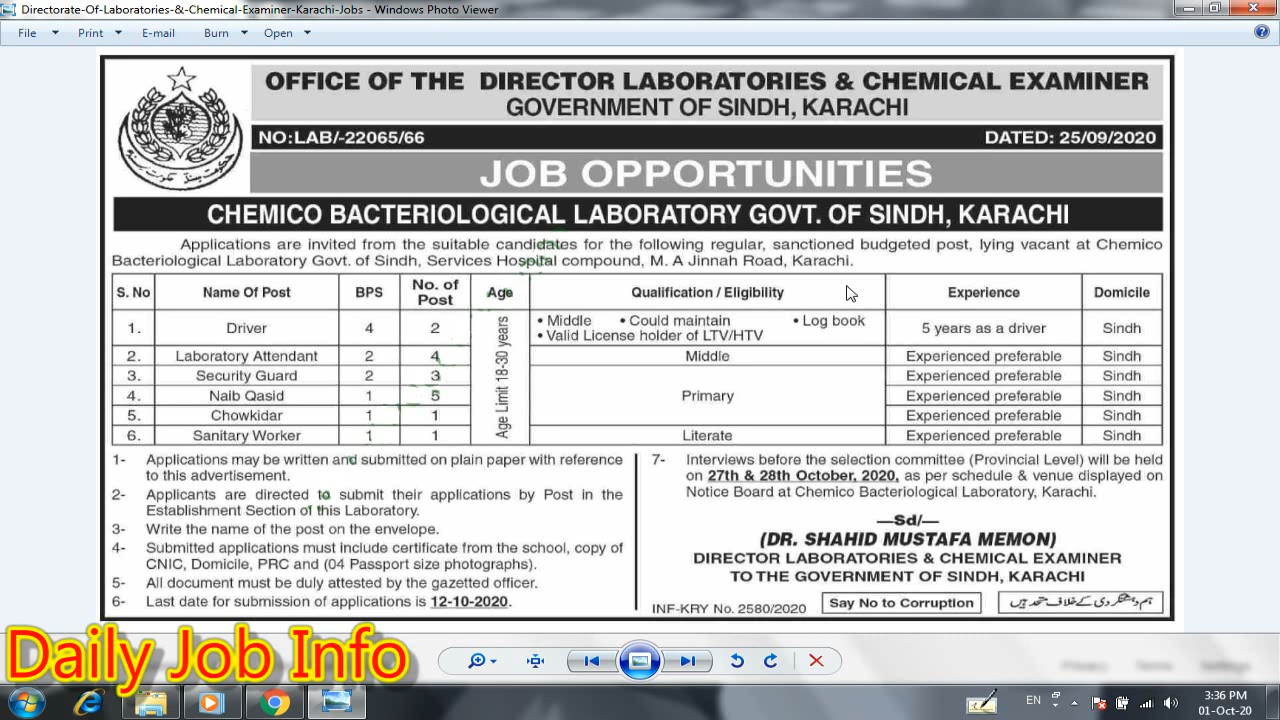 Directorate-Of-Laboratories-&-Chemical-Examiner-Karachi-Jobs - Windows Photo Viewer
File Print E-mail Burn Open
OFFICE OF THE DIRECTOR LABORATORIES & CHEMICAL EXAMINER
GOVERNMENT OF SINDH, KARACHI
NO:LAB/-22065/66 DATED: 25/09/2020
JOB OPPORTUNITIES
CHEMICO BACTERIOLOGICAL LABORATORY GOVT. OF SINDH, KARACHI
Applications are invited from the suitable candidates for the following regular, sanctioned budgeted post, lying vacant at Chemico
Bacteriological Laboratory Govt. of Sindh, Services Hospital compound, M. A Jinnah Road, Karachi.
S. No Name Of Post BPS No. of Post Age Qualification / Eligibility Experience Domicile
Age Limit 18-30 years
1. Driver 4 2 • Middle • Could maintain • Log book 5 years as a driver Sindh
• Valid License holder of LTV/HTV
2. Laboratory Attendant 2 4 Middle Experienced preferable Sindh
3. Security Guard 2 3 Experienced preferable Sindh
4. Naib Qasid 1 5 Primary Experienced preferable Sindh
5. Chowkidar 1 1 Experienced preferable Sindh
6. Sanitary Worker 1 1 Literate Experienced preferable Sindh
1- Applications may be written and submitted on plain paper with reference
to this advertisement.
2- Applicants are directed to submit their applications by Post in the
Establishment Section of this Laboratory.
3- Write the name of the post on the envelope.
4- Submitted applications must include certificate from the school, copy of
CNIC, Domicile, PRC and (04 Passport size photographs).
5- All document must be duly attested by the gazetted officer.
6- Last date for submission of applications is 12-10-2020.
7- Interviews before the selection committee (Provincial Level) will be held
on 27th & 28th October, 2020, as per schedule & venue displayed on
Notice Board at Chemico Bacteriological Laboratory, Karachi.
—Sd/—
(DR. SHAHID MUSTAFA MEMON)
DIRECTOR LABORATORIES & CHEMICAL EXAMINER
TO THE GOVERNMENT OF SINDH, KARACHI
INF-KRY No. 2580/2020 Say No to Corruption ہم دہشتگردی کے خلاف متحد ہیں
Daily Job Info
EN 3:36 PM
01-Oct-20